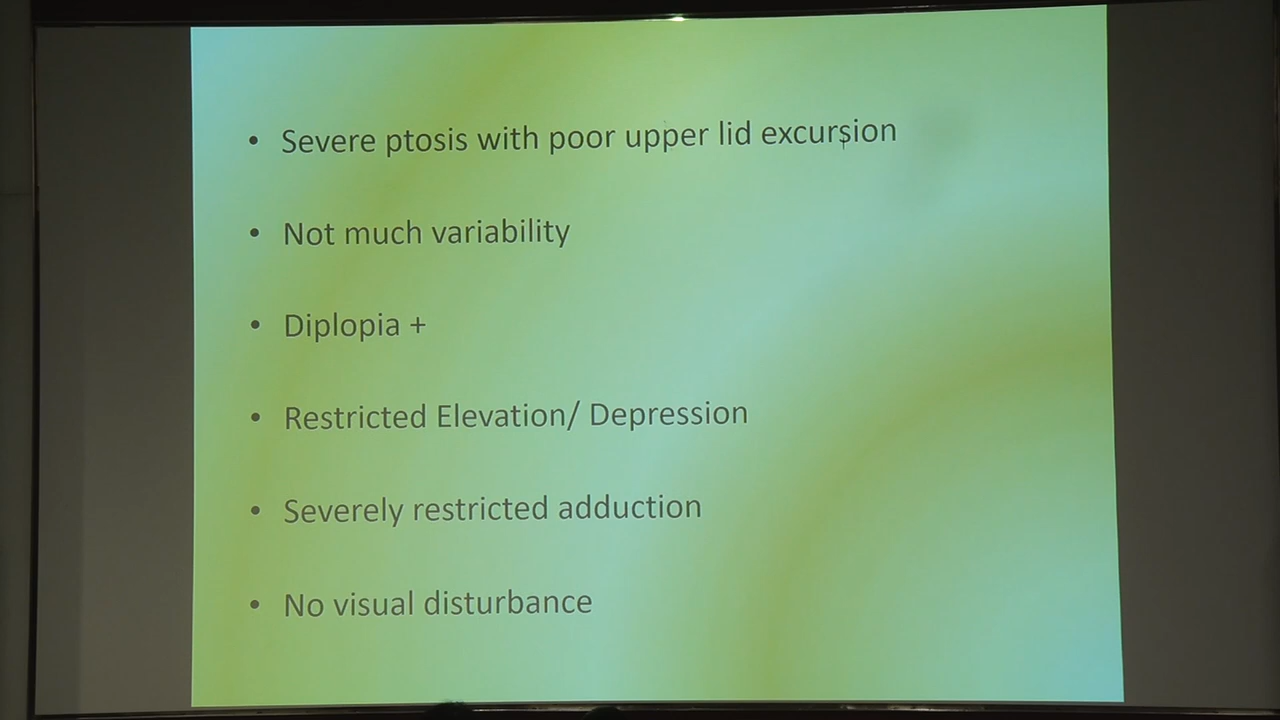 • Severe ptosis with poor upper lid excursion
• Not much variability
• Diplopia +
• Restricted Elevation/ Depression
• Severely restricted adduction
• No visual disturbance